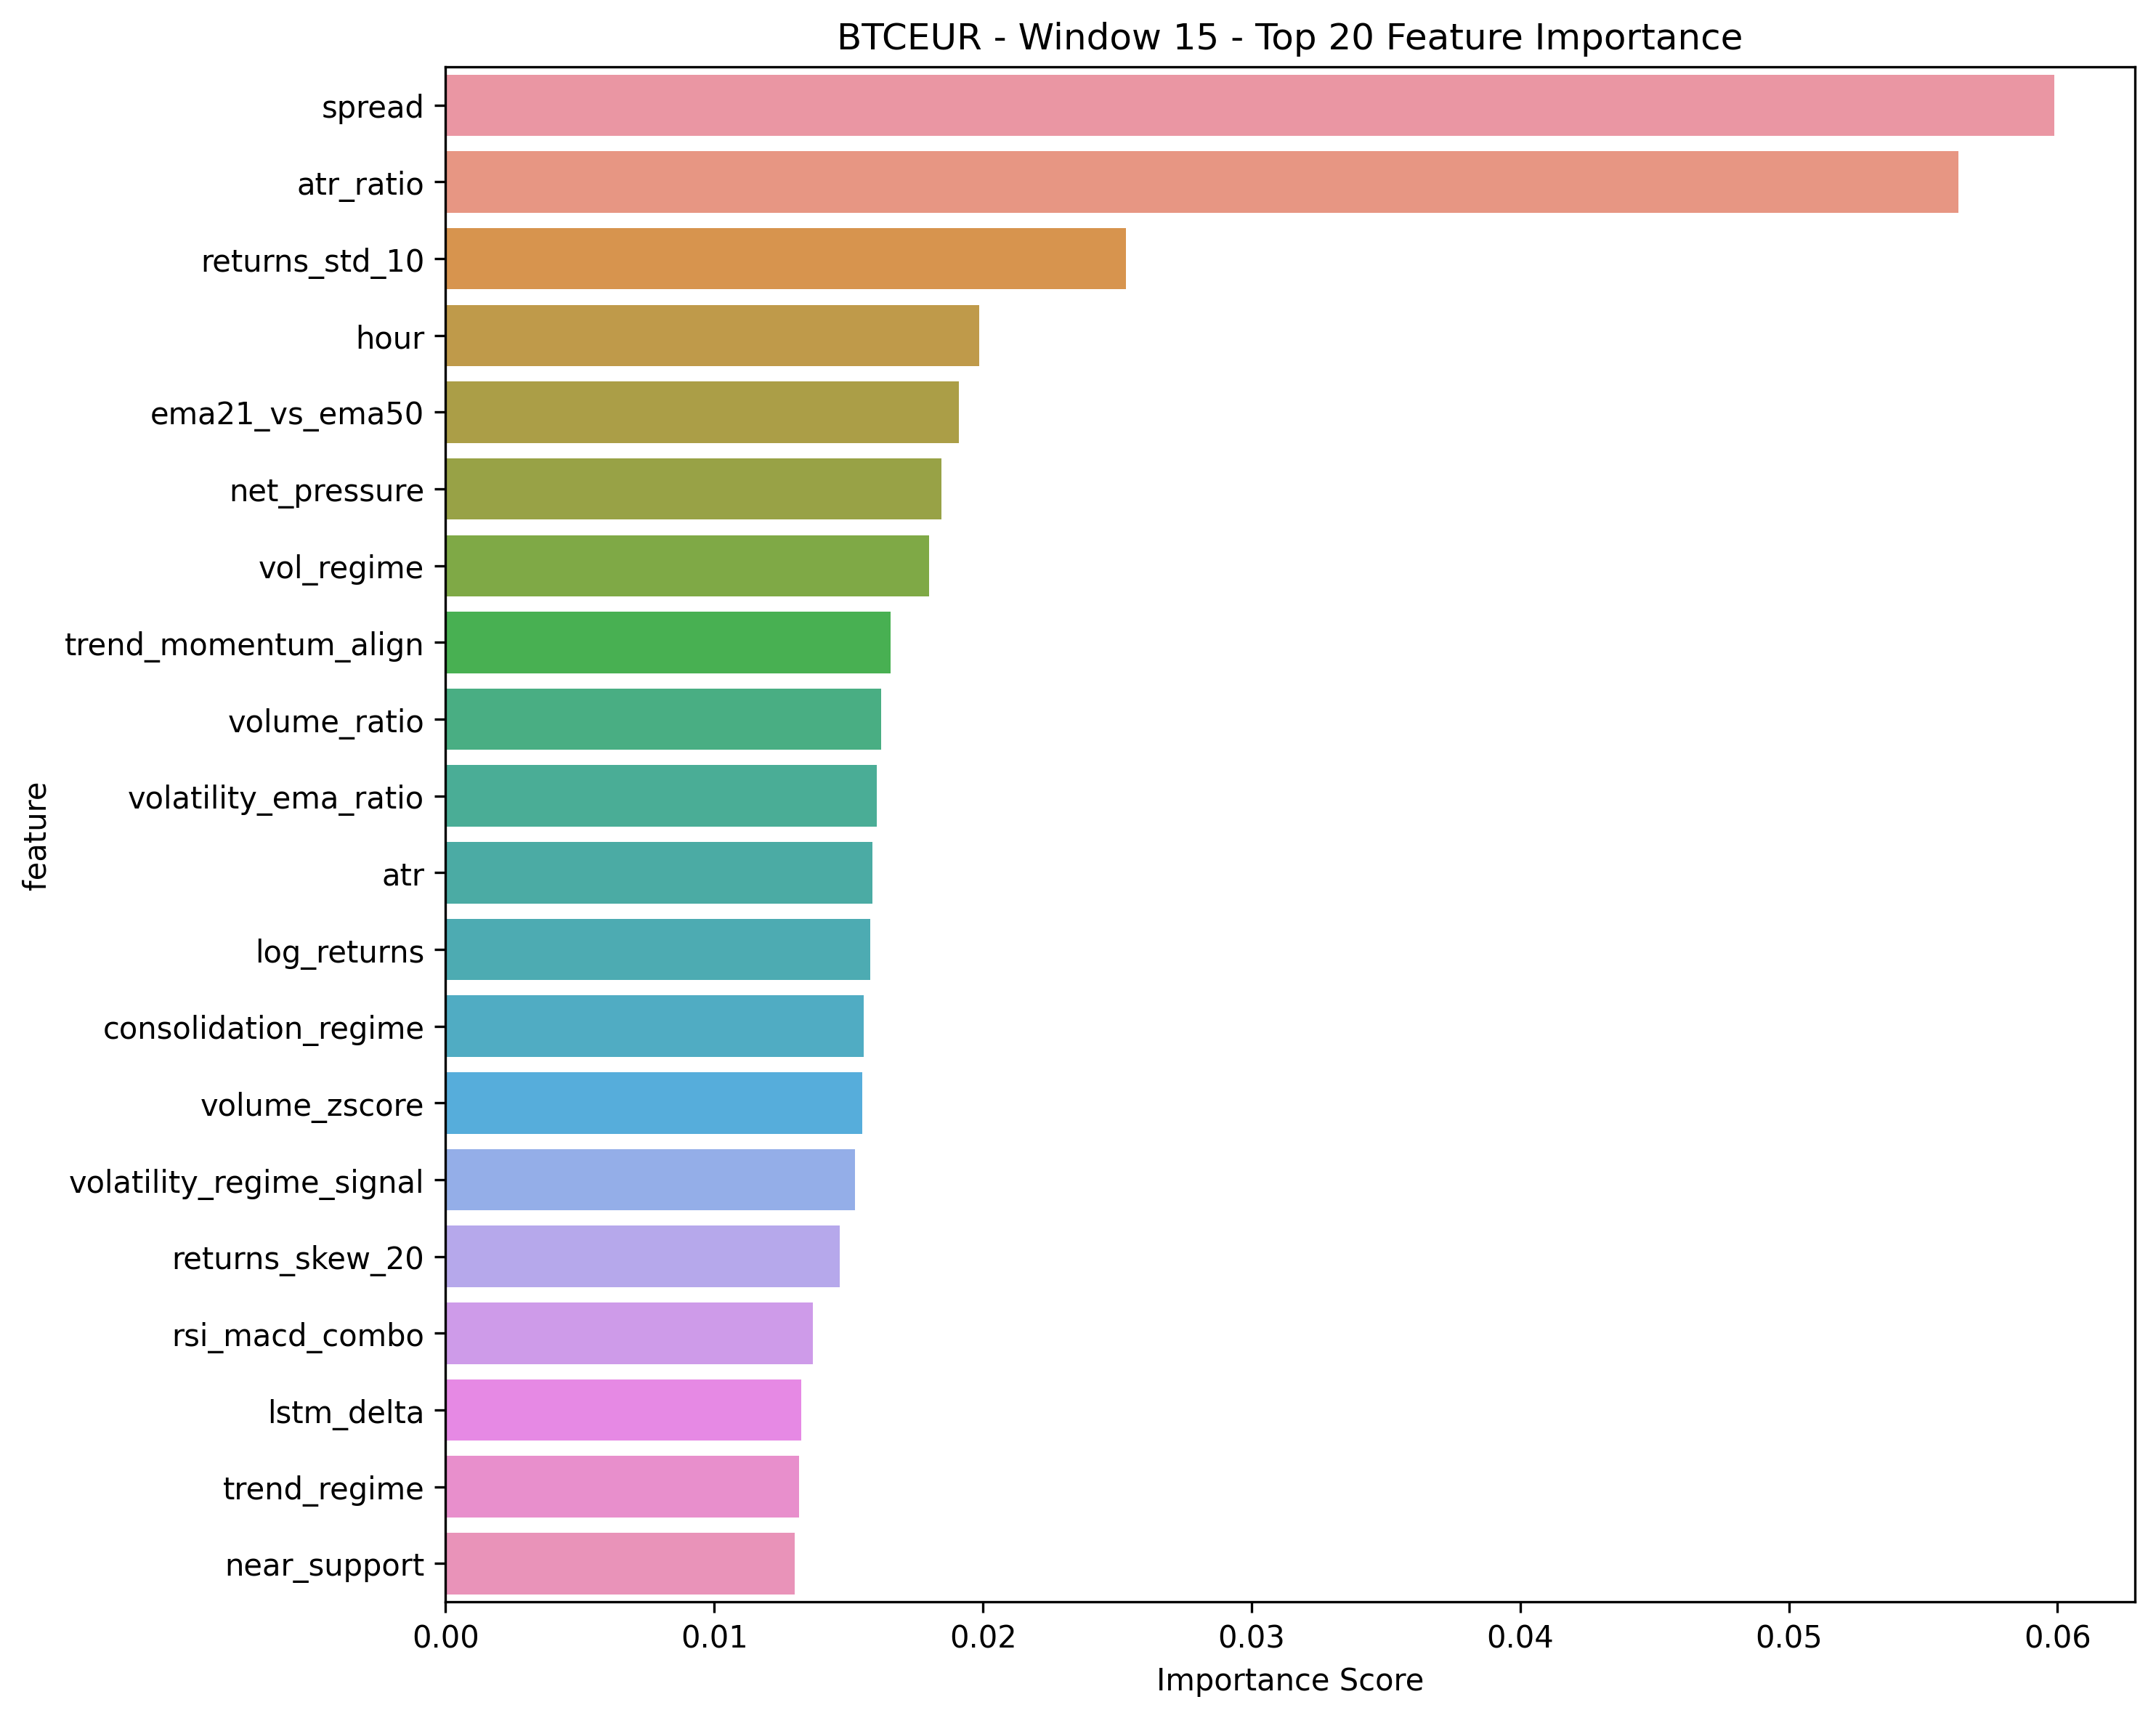 BTCEUR - Window 15 - Top 20 Feature Importance
spread
atr_ratio
returns_std_10
hour
ema21_vs_ema50
net_pressure
vol_regime
trend_momentum_align
volume_ratio
volatility_ema_ratio
atr
log_returns
consolidation_regime
volume_zscore
volatility_regime_signal
returns_skew_20
rsi_macd_combo
lstm_delta
trend_regime
near_support
feature
0.00 0.01 0.02 0.03 0.04 0.05 0.06
Importance Score